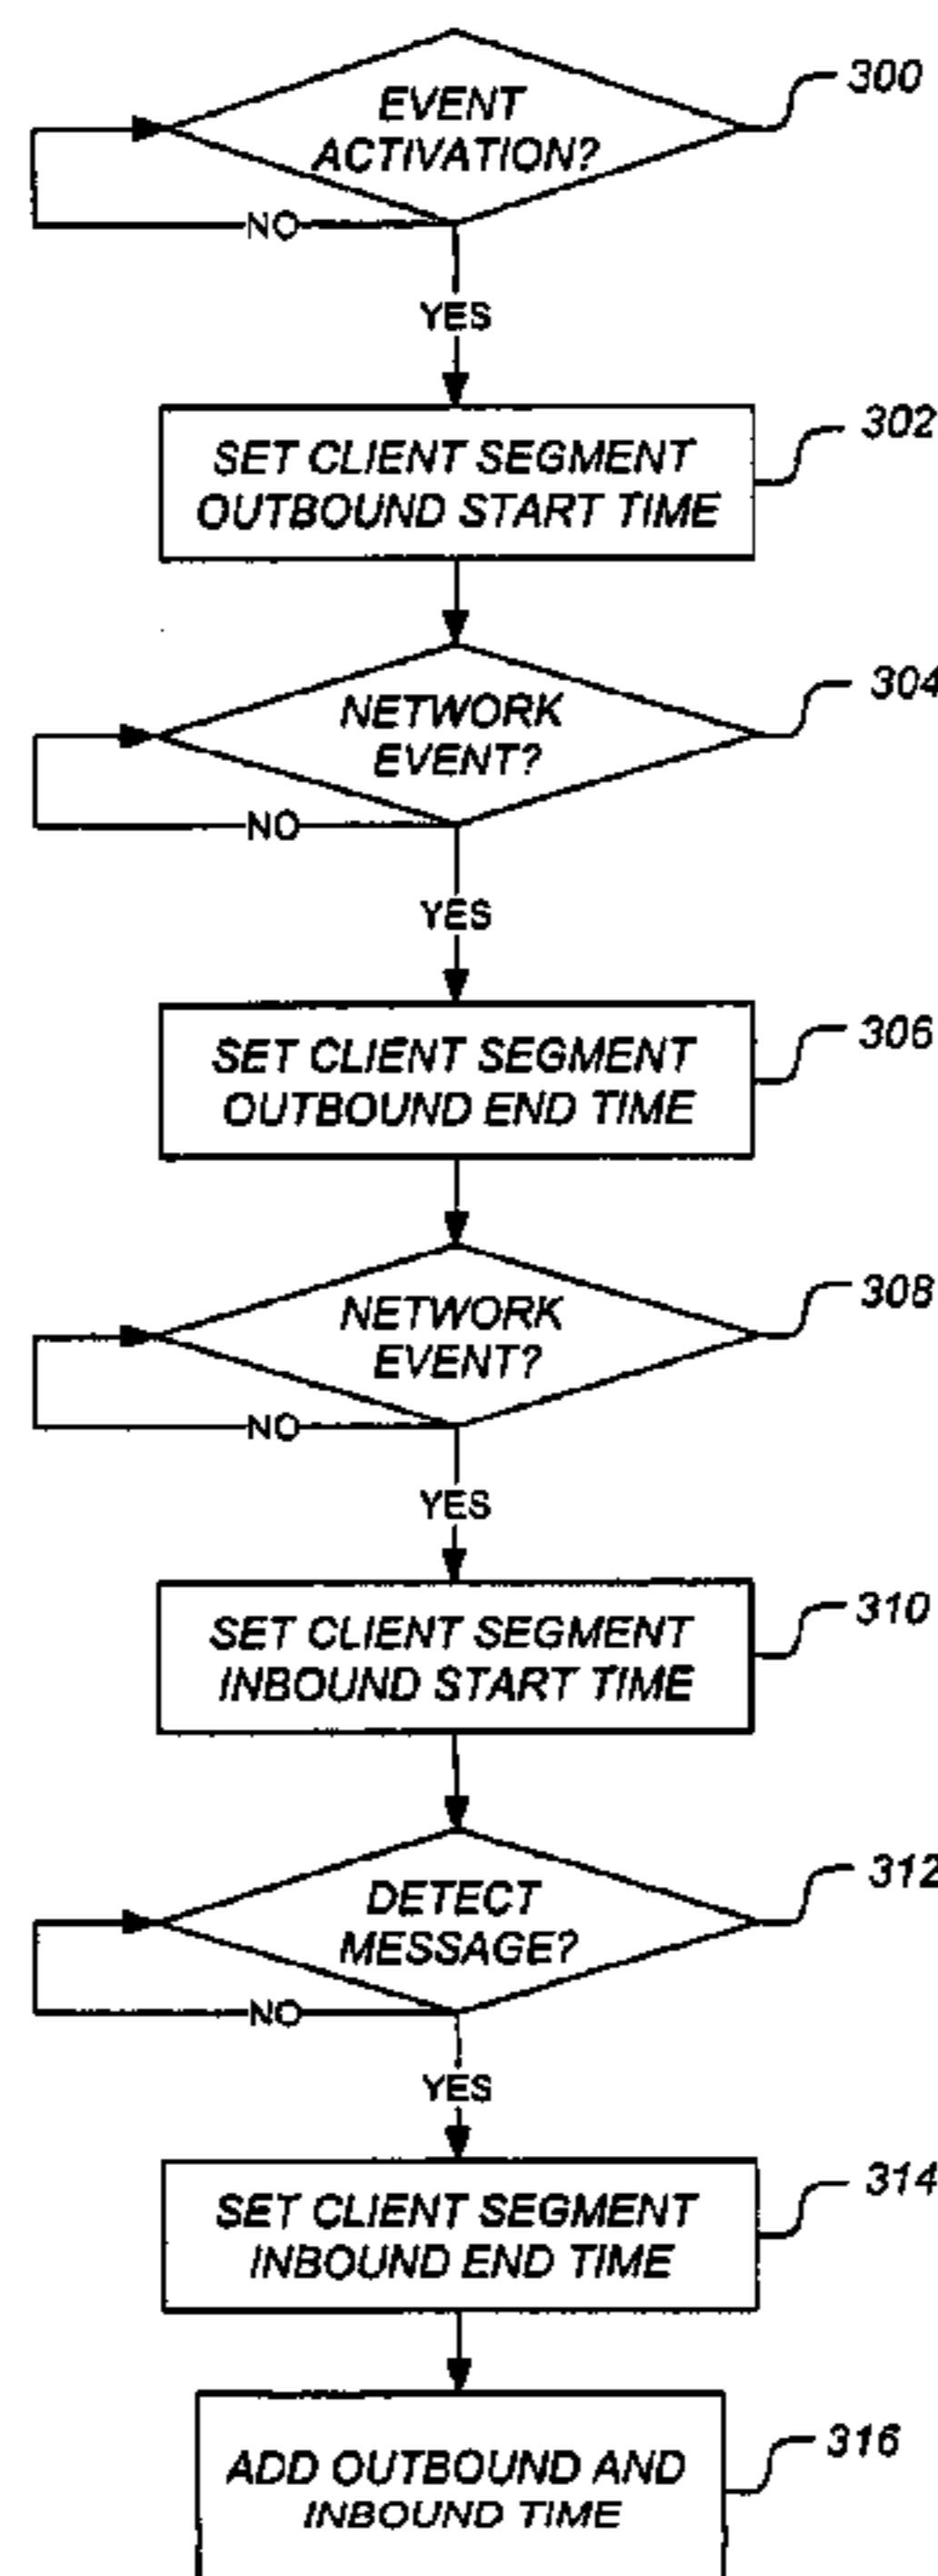 EVENT
ACTIVATION?
300
NO
YES
SET CLIENT SEGMENT
OUTBOUND START TIME
302
NETWORK
EVENT?
304
NO
YES
SET CLIENT SEGMENT
OUTBOUND END TIME
306
NETWORK
EVENT?
308
NO
YES
SET CLIENT SEGMENT
INBOUND START TIME
310
DETECT
MESSAGE?
312
NO
YES
SET CLIENT SEGMENT
INBOUND END TIME
314
ADD OUTBOUND AND
INBOUND TIME
316